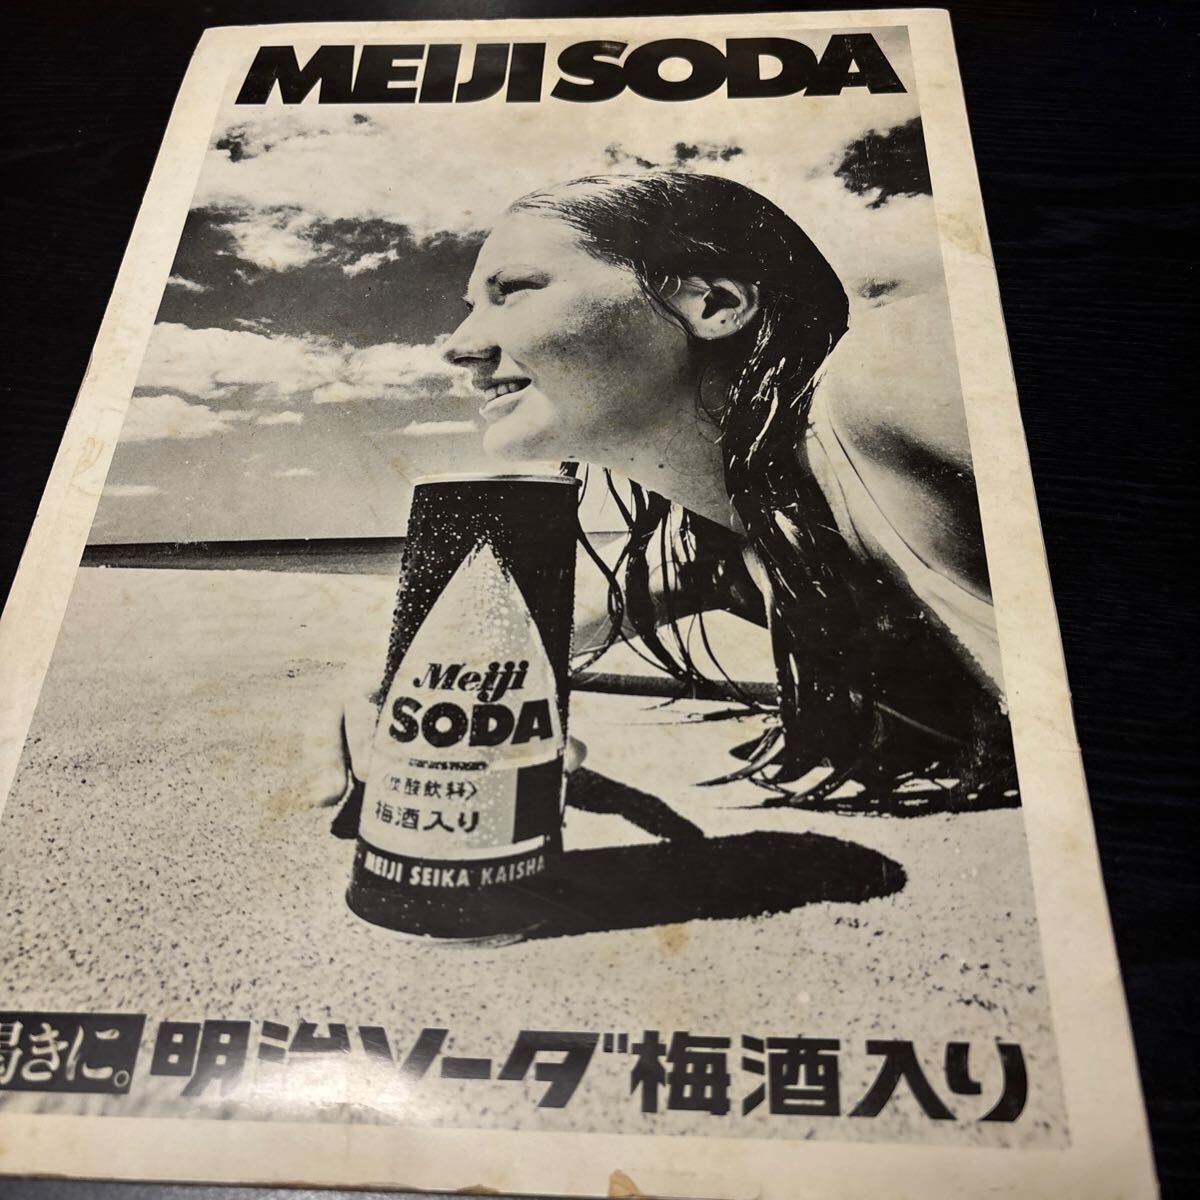 MEIJI SODA
Meiji
SODA
〈炭酸飲料〉
梅酒入り
MEIJI SEIKA KAISHA
渇きに。明治ソーダ梅酒入り